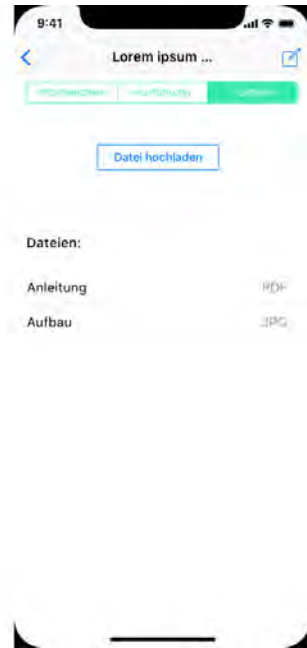 9:41
Lorem ipsum ...
Datei hochladen
Dateien:
Anleitung PDF
Aufbau JPG